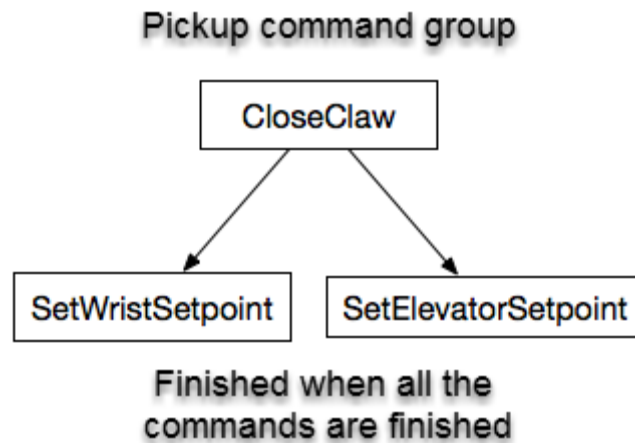 Pickup command group
CloseClaw
SetWristSetpoint
SetElevatorSetpoint
Finished when all the
commands are finished